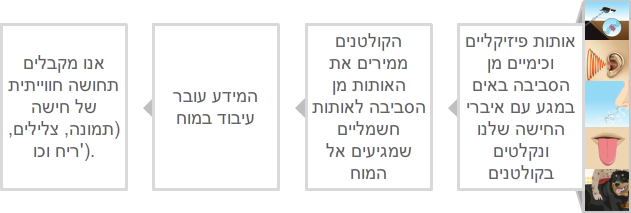 אותות פיזיקליים
וכימיים מן
הסביבה באים
במגע עם איברי
החישה שלנו
ונקלטים
בקולטנים
הקולטנים
ממירים את
האותות מן
הסביבה לאותות
חשמליים
שמגיעים אל
המוח
המידע עובר
עיבוד במוח
אנו מקבלים
תחושה חווייתית
של חישה
(תמונה, צלילים,
ריח וכו').